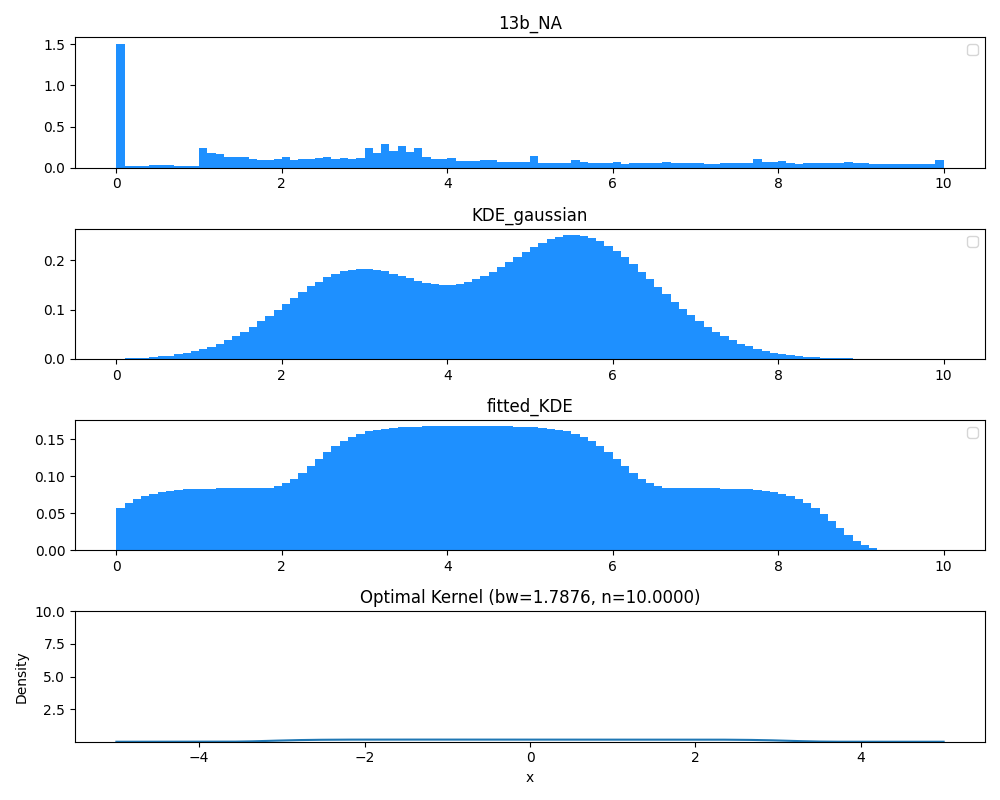 13b_NA
1.5
1.0
0.5
0.0
0 2 4 6 8 10
KDE_gaussian
0.2
0.1
0.0
0 2 4 6 8 10
fitted_KDE
0.15
0.10
0.05
0.00
0 2 4 6 8 10
Optimal Kernel (bw=1.7876, n=10.0000)
10.0
7.5
5.0
2.5
Density
−4 −2 0 2 4
x